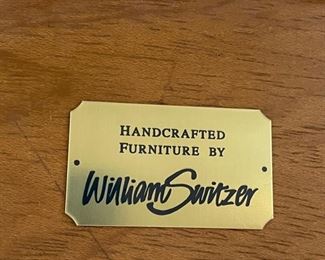 HANDCRAFTED
FURNITURE BY
William Switzer